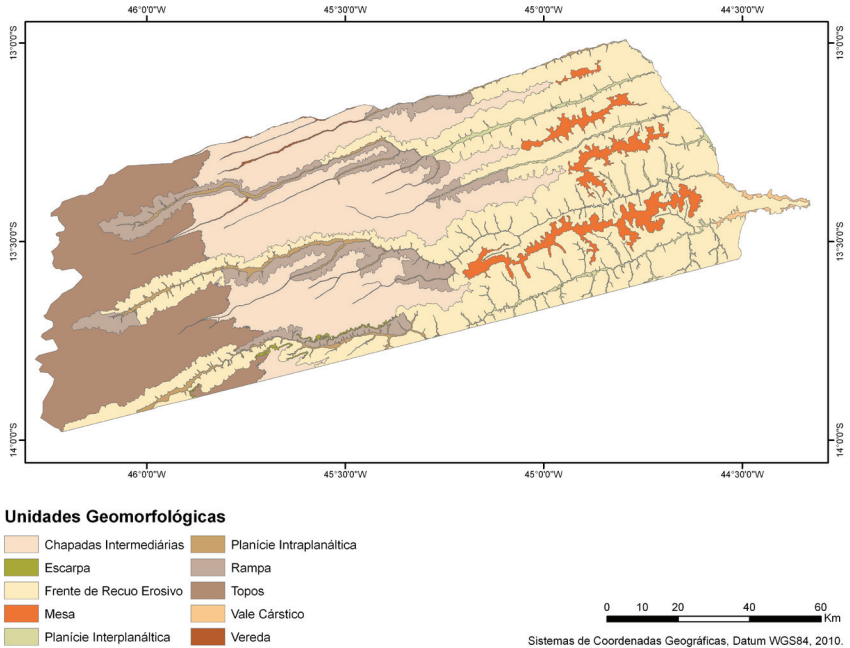 46°0'0"W 45°30'0"W 45°0'0"W 44°30'0"W
13°0'0"S 13°0'0"S
13°30'0"S 13°30'0"S
14°0'0"S 14°0'0"S
46°0'0"W 45°30'0"W 45°0'0"W 44°30'0"W
Unidades Geomorfológicas
Chapadas Intermediárias
Escarpa
Frente de Recuo Erosivo
Mesa
Planície Interplanáltica
Planície Intraplanáltica
Rampa
Topos
Vale Cárstico
Vereda
0 10 20 40 60
Km
Sistemas de Coordenadas Geográficas, Datum WGS84, 2010.